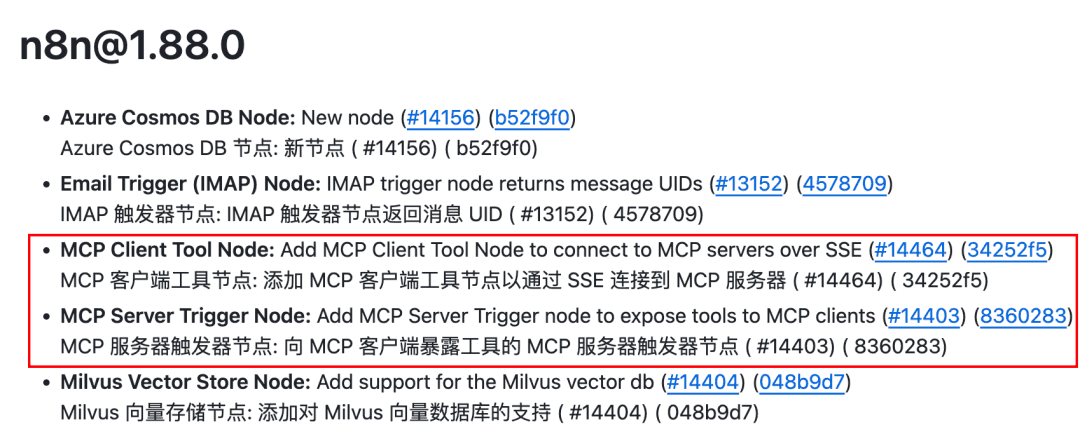 n8n@1.88.0
• Azure Cosmos DB Node: New node (#14156) (b52f9f0)
Azure Cosmos DB 节点: 新节点 ( #14156) ( b52f9f0)
• Email Trigger (IMAP) Node: IMAP trigger node returns message UIDs (#13152) (4578709)
IMAP 触发器节点: IMAP 触发器节点返回消息 UID ( #13152) ( 4578709)
• MCP Client Tool Node: Add MCP Client Tool Node to connect to MCP servers over SSE (#14464) (34252f5)
MCP 客户端工具节点: 添加 MCP 客户端工具节点以通过 SSE 连接到 MCP 服务器 ( #14464) ( 34252f5)
• MCP Server Trigger Node: Add MCP Server Trigger node to expose tools to MCP clients (#14403) (8360283)
MCP 服务器触发器节点: 向 MCP 客户端暴露工具的 MCP 服务器触发器节点 ( #14403) ( 8360283)
• Milvus Vector Store Node: Add support for the Milvus vector db (#14404) (048b9d7)
Milvus 向量存储节点: 添加对 Milvus 向量数据库的支持 ( #14404) ( 048b9d7)